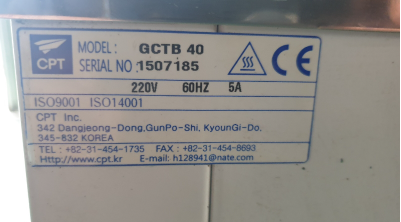 CPT
MODEL : GCTB 40
SERIAL NO : 1507185
CE
220V 60HZ 5A
ISO9001 ISO14001
CPT Inc.
342 Dangjeong-Dong,GunPo-Shi, KyounGi-Do.
345-832 KOREA
TEL : +82-31-454-1735 FAX : +82-31-454-8693
Http://www.cpt.kr E-mail: h128941@nate.com